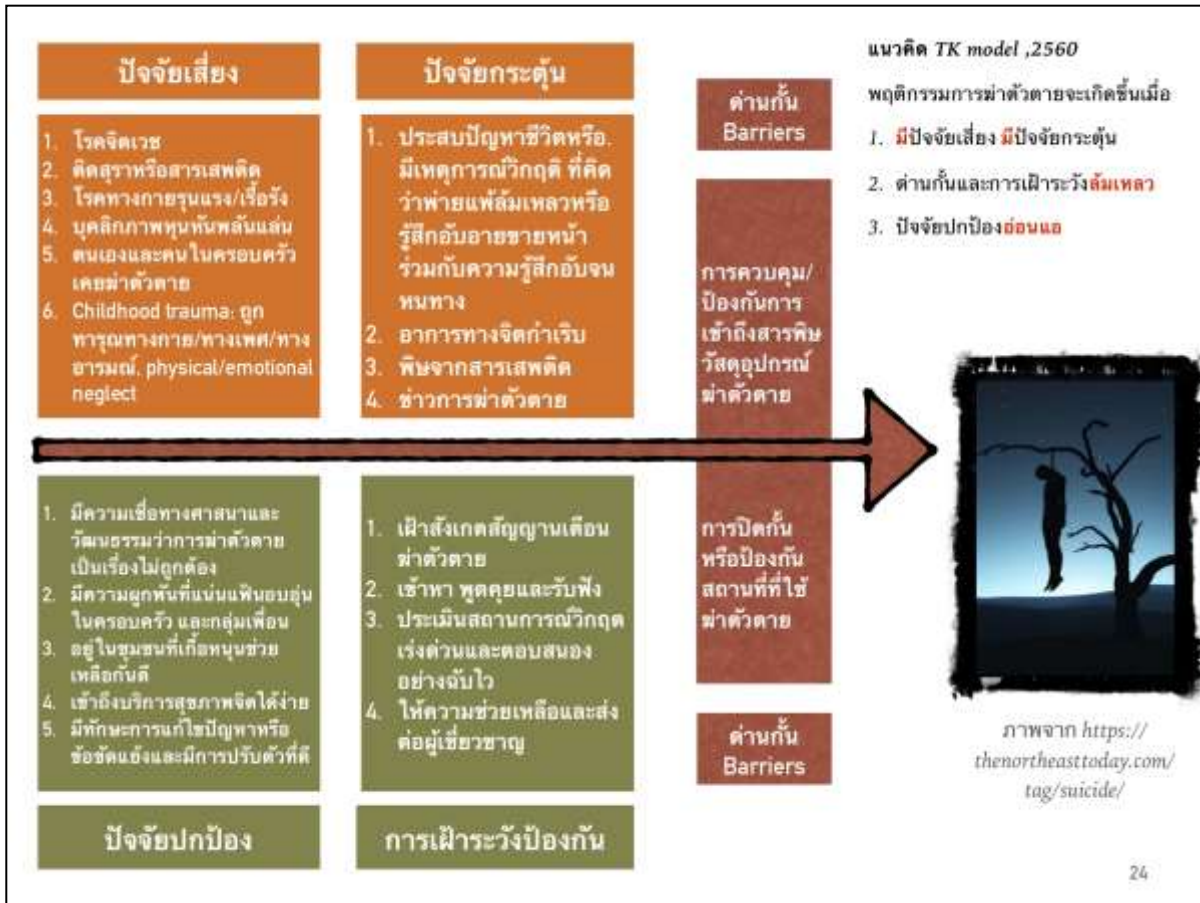 ปัจจัยเสี่ยง
1. โรคจิตเวช
2. ติดสุราหรือสารเสพติด
3. โรคทางกายรุนแรง/เรื้อรัง
4. บุคลิกภาพหุนหันพลันแล่น
5. ตนเองและคนในครอบครัว
เคยฆ่าตัวตาย
6. Childhood trauma: ถูก
ทารุณทางกาย/ทางเพศ/ทาง
อารมณ์, physical/emotional
neglect
ปัจจัยกระตุ้น
1. ประสบปัญหาชีวิตหรือ.
มีเหตุการณ์วิกฤติ ที่คิด
ว่าพ่ายแพ้ล้มเหลวหรือ
รู้สึกอับอายขายหน้า
ร่วมกับความรู้สึกอับจน
หนทาง
2. อาการทางจิตกำเริบ
3. พิษจากสารเสพติด
4. ข่าวการฆ่าตัวตาย
ด่านกั้น
Barriers
การควบคุม/
ป้องกันการ
เข้าถึงสารพิษ
วัสดุอุปกรณ์
ฆ่าตัวตาย
การปิดกั้น
หรือป้องกัน
สถานที่ที่ใช้
ฆ่าตัวตาย
ด่านกั้น
Barriers
แนวคิด TK model ,2560
พฤติกรรมการฆ่าตัวตายจะเกิดขึ้นเมื่อ
1. มีปัจจัยเสี่ยง มีปัจจัยกระตุ้น
2. ด่านกั้นและการเฝ้าระวังล้มเหลว
3. ปัจจัยปกป้องอ่อนแอ
1. มีความเชื่อทางศาสนาและ
วัฒนธรรมว่าการฆ่าตัวตาย
เป็นเรื่องไม่ถูกต้อง
2. มีความผูกพันที่แน่นแฟ้นอบอุ่น
ในครอบครัว และกลุ่มเพื่อน
3. อยู่ในชุมชนที่เกื้อหนุนช่วย
เหลือกันดี
4. เข้าถึงบริการสุขภาพจิตได้ง่าย
5. มีทักษะการแก้ไขปัญหาหรือ
ข้อขัดแย้งและมีการปรับตัวที่ดี
ปัจจัยปกป้อง
1. เฝ้าสังเกตสัญญานเตือน
ฆ่าตัวตาย
2. เข้าหา พูดคุยและรับฟัง
3. ประเมินสถานการณ์วิกฤต
เร่งด่วนและตอบสนอง
อย่างฉับไว
4. ให้ความช่วยเหลือและส่ง
ต่อผู้เชี่ยวชาญ
การเฝ้าระวังป้องกัน
ภาพจาก https://
thenortheasttoday.com/
tag/suicide/
24